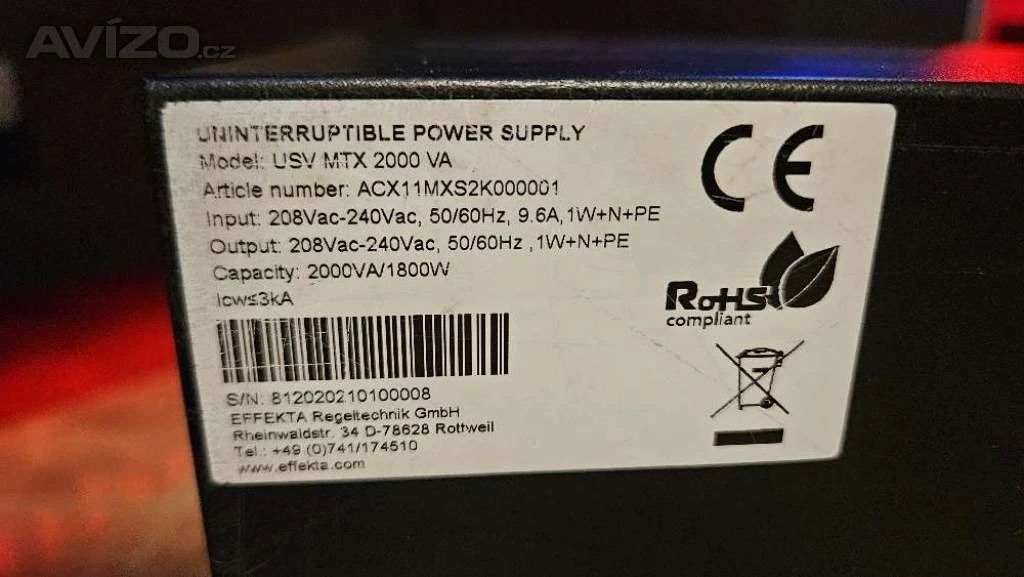 AVÍZO.cz
UNINTERRUPTIBLE POWER SUPPLY
Model: USV MTX 2000 VA
Article number: ACX11MXS2K000001
Input: 208Vac-240Vac, 50/60Hz, 9.6A,1W+N+PE
Output: 208Vac-240Vac, 50/60Hz ,1W+N+PE
Capacity: 2000VA/1800W
Icw≤3kA
S/N: 812020210100008
EFFEKTA Regeltechnik GmbH
Rheinwaldstr. 34 D-78628 Rottweil
Tel.: +49 (0)741/174510
www.effekta.com
CE
RoHS
compliant